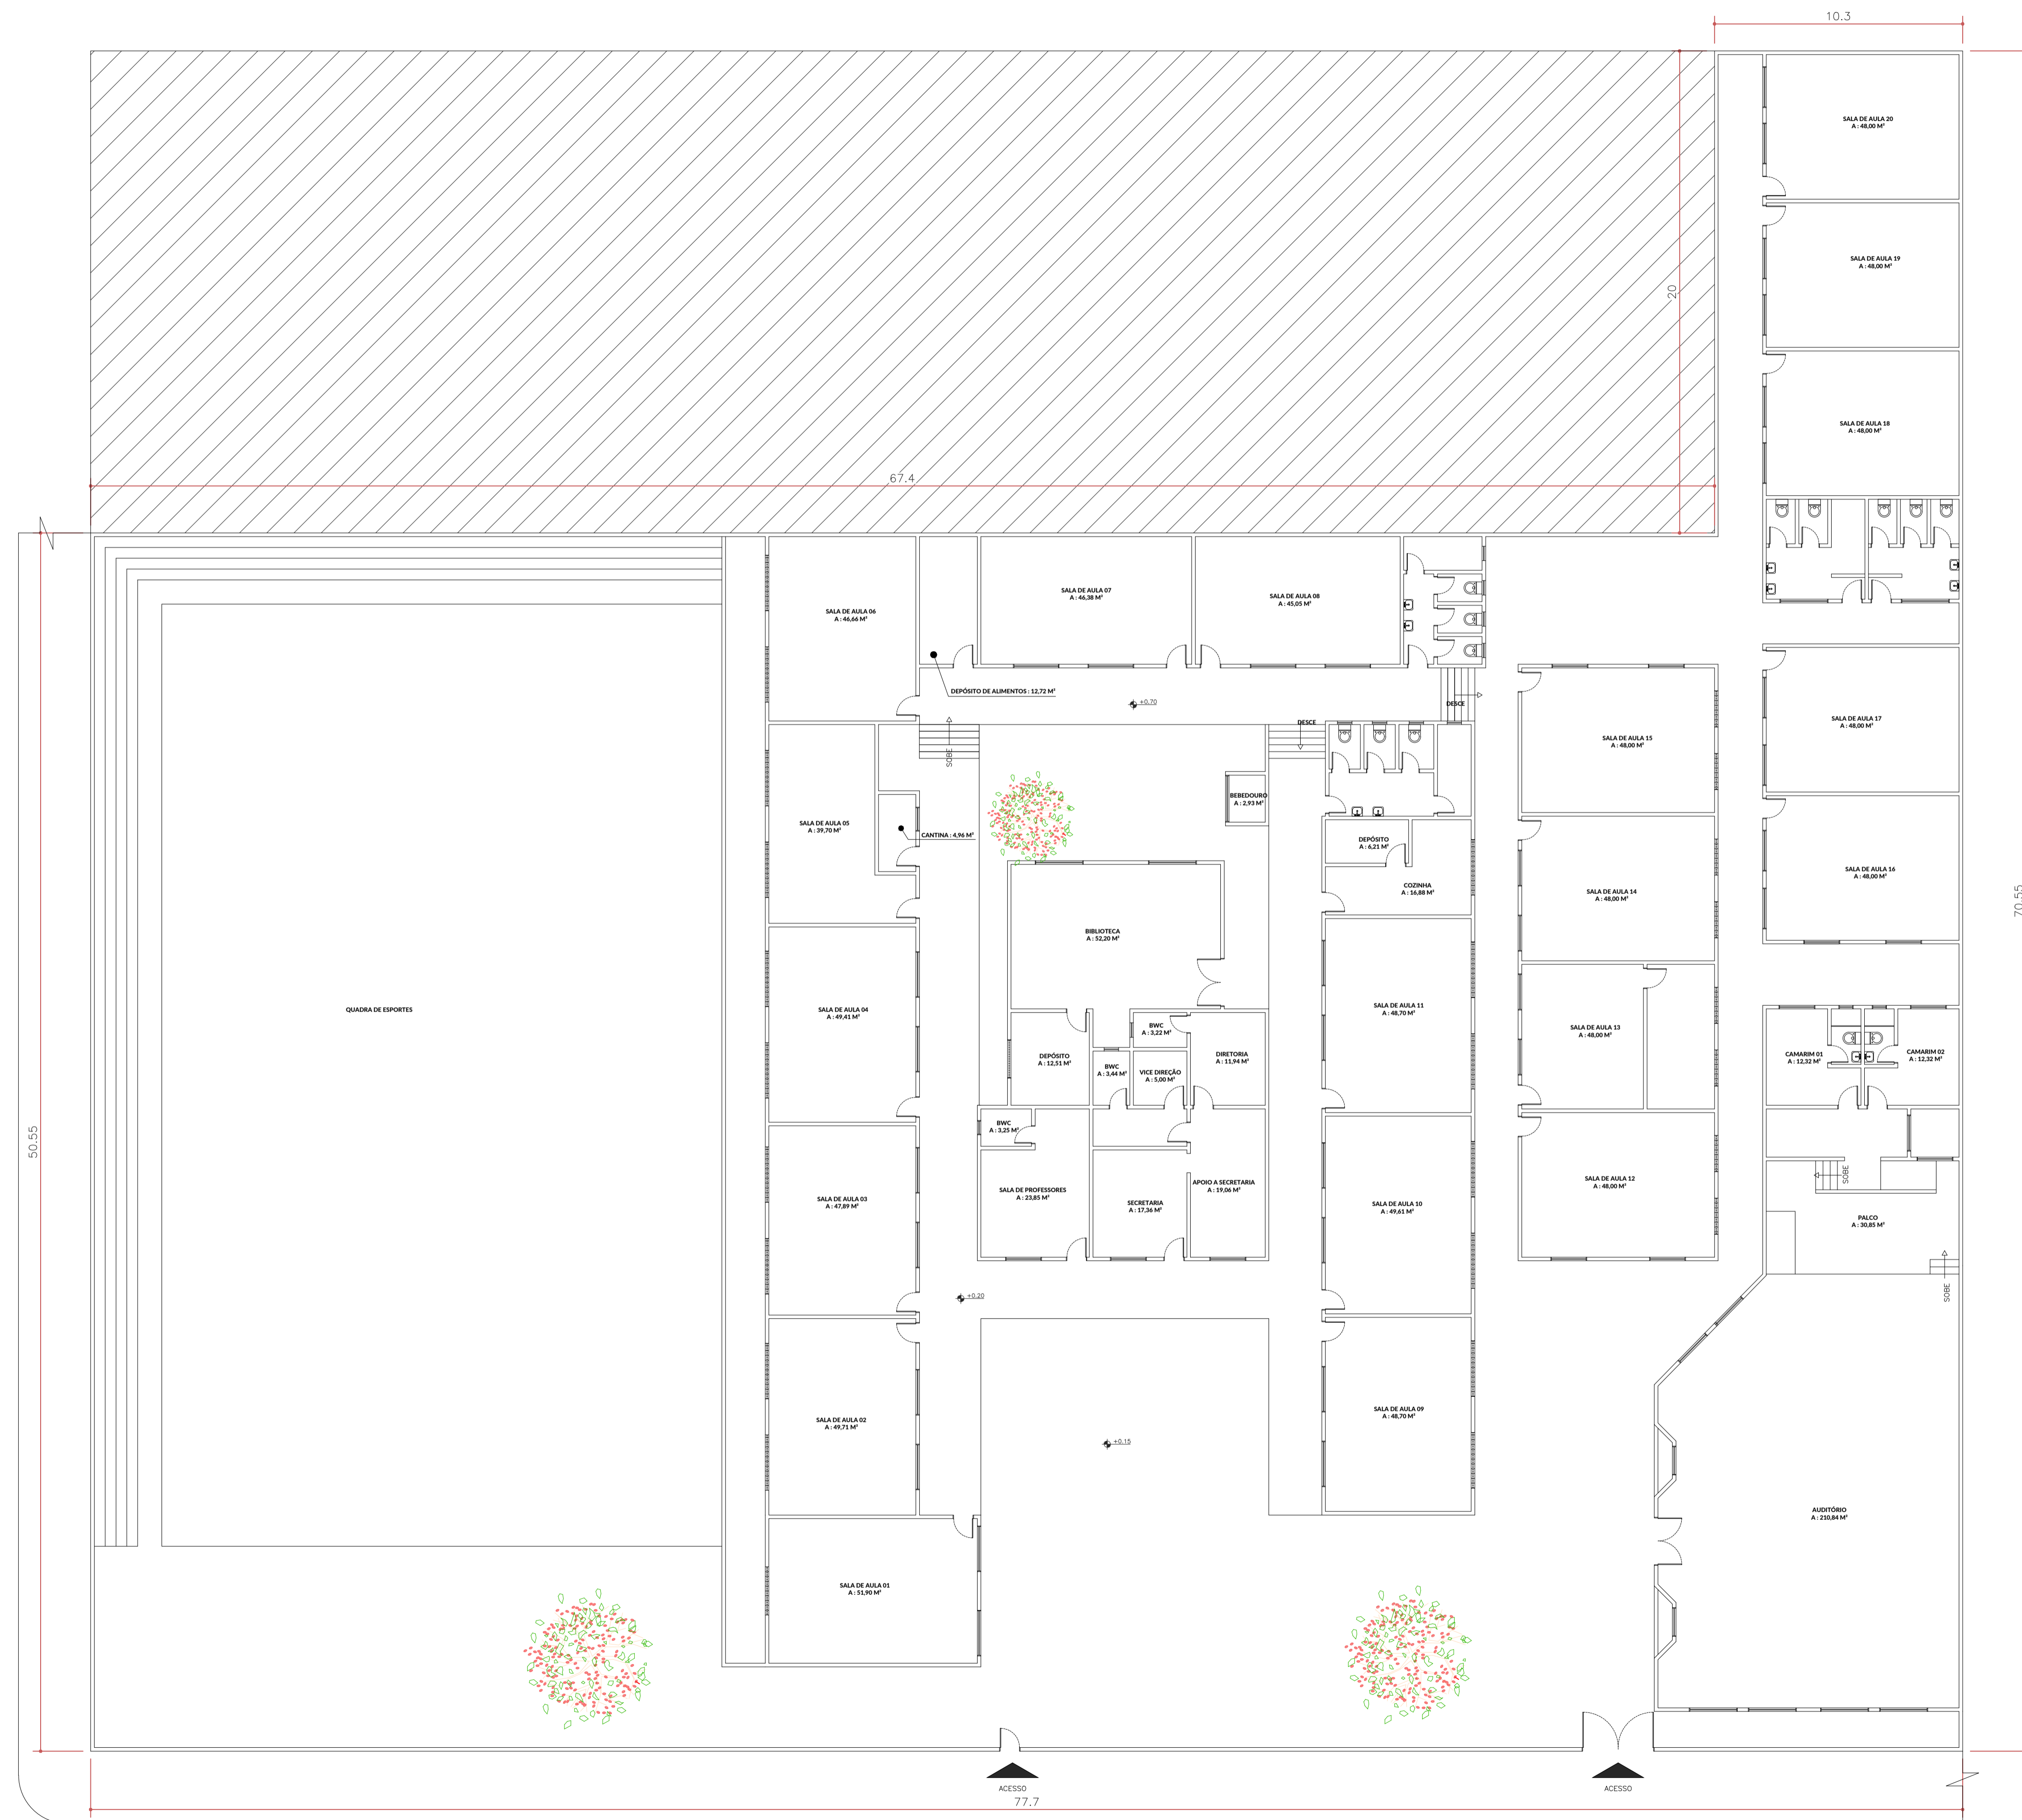 10.3
SALA DE AULA 20
A : 48,00 M²
SALA DE AULA 19
A : 48,00 M²
20
SALA DE AULA 18
A : 48,00 M²
67.4
SALA DE AULA 06
A : 46,66 M²
SALA DE AULA 07
A : 46,38 M²
SALA DE AULA 08
A : 45,05 M²
DEPÓSITO DE ALIMENTOS : 12,72 M²
+0.70
DESCE
DESCE
SOBE
SALA DE AULA 15
A : 48,00 M²
SALA DE AULA 17
A : 48,00 M²
SALA DE AULA 05
A : 39,70 M²
CANTINA : 4,96 M²
BEBEDOURO
A : 2,93 M²
DEPÓSITO
A : 6,21 M²
COZINHA
A : 16,88 M²
SALA DE AULA 14
A : 48,00 M²
SALA DE AULA 16
A : 48,00 M²
70.55
BIBLIOTECA
A : 52,20 M²
QUADRA DE ESPORTES
SALA DE AULA 04
A : 49,41 M²
SALA DE AULA 11
A : 48,70 M²
SALA DE AULA 13
A : 48,00 M²
BWC
A : 3,22 M²
DEPÓSITO
A : 12,51 M²
BWC
A : 3,44 M²
VICE DIREÇÃO
A : 5,00 M²
DIRETORIA
A : 11,94 M²
CAMARIM 01
A : 12,32 M²
CAMARIM 02
A : 12,32 M²
50.55
BWC
A : 3,25 M²
SALA DE AULA 03
A : 47,89 M²
SALA DE PROFESSORES
A : 23,85 M²
SECRETARIA
A : 17,36 M²
APOIO A SECRETARIA
A : 19,06 M²
SALA DE AULA 10
A : 49,61 M²
SALA DE AULA 12
A : 48,00 M²
SOBE
PALCO
A : 30,85 M²
SOBE
+0.20
SALA DE AULA 02
A : 49,71 M²
SALA DE AULA 09
A : 48,70 M²
+0.15
AUDITÓRIO
A : 210,84 M²
SALA DE AULA 01
A : 51,90 M²
ACESSO
ACESSO
77.7